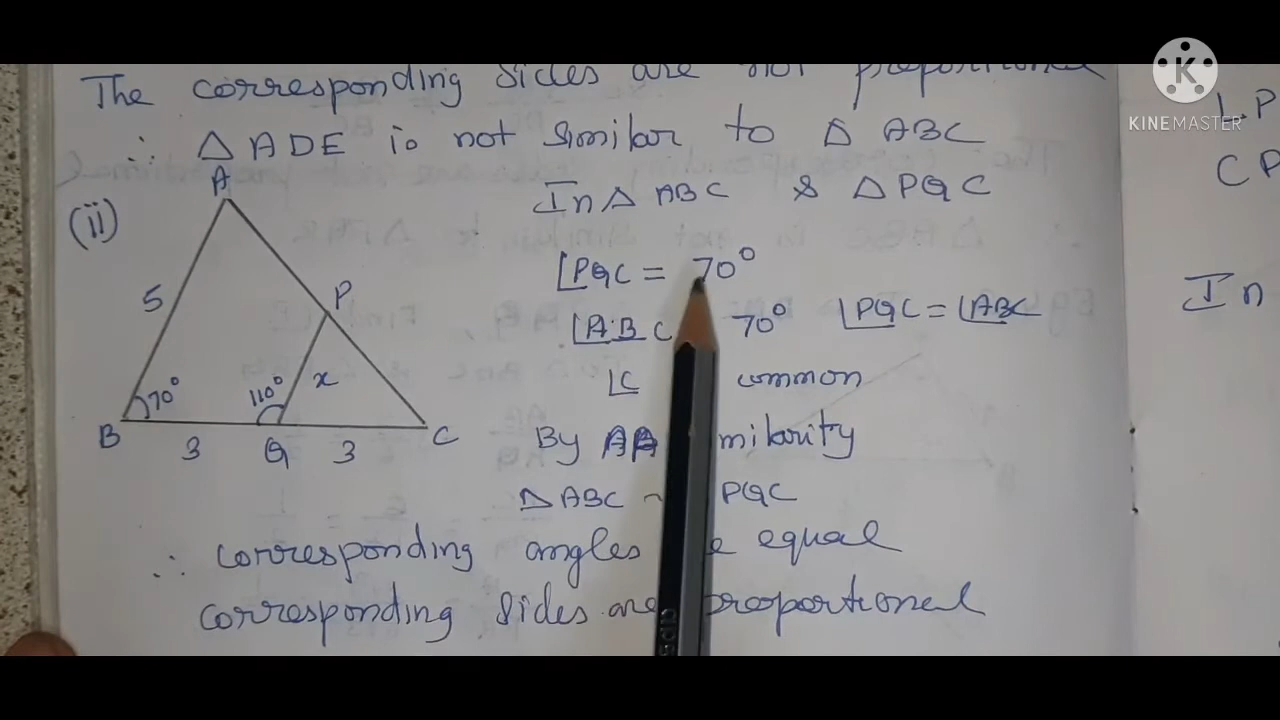 The corresponding sides are not proportional
∴ △ ADE is not similar to △ ABC
(ii)
A
5
P
70°
110°
x
B
3
Q
3
C
In △ ABC & △ PQC
∠PQC = 70°
∠ABC 70° ∠PQC = ∠ABC
∠C common
By AA milarity
△ ABC ~ PQC
∴ corresponding angles e equal
corresponding sides are proportional
∠P
CP
In
K
KINEMASTER